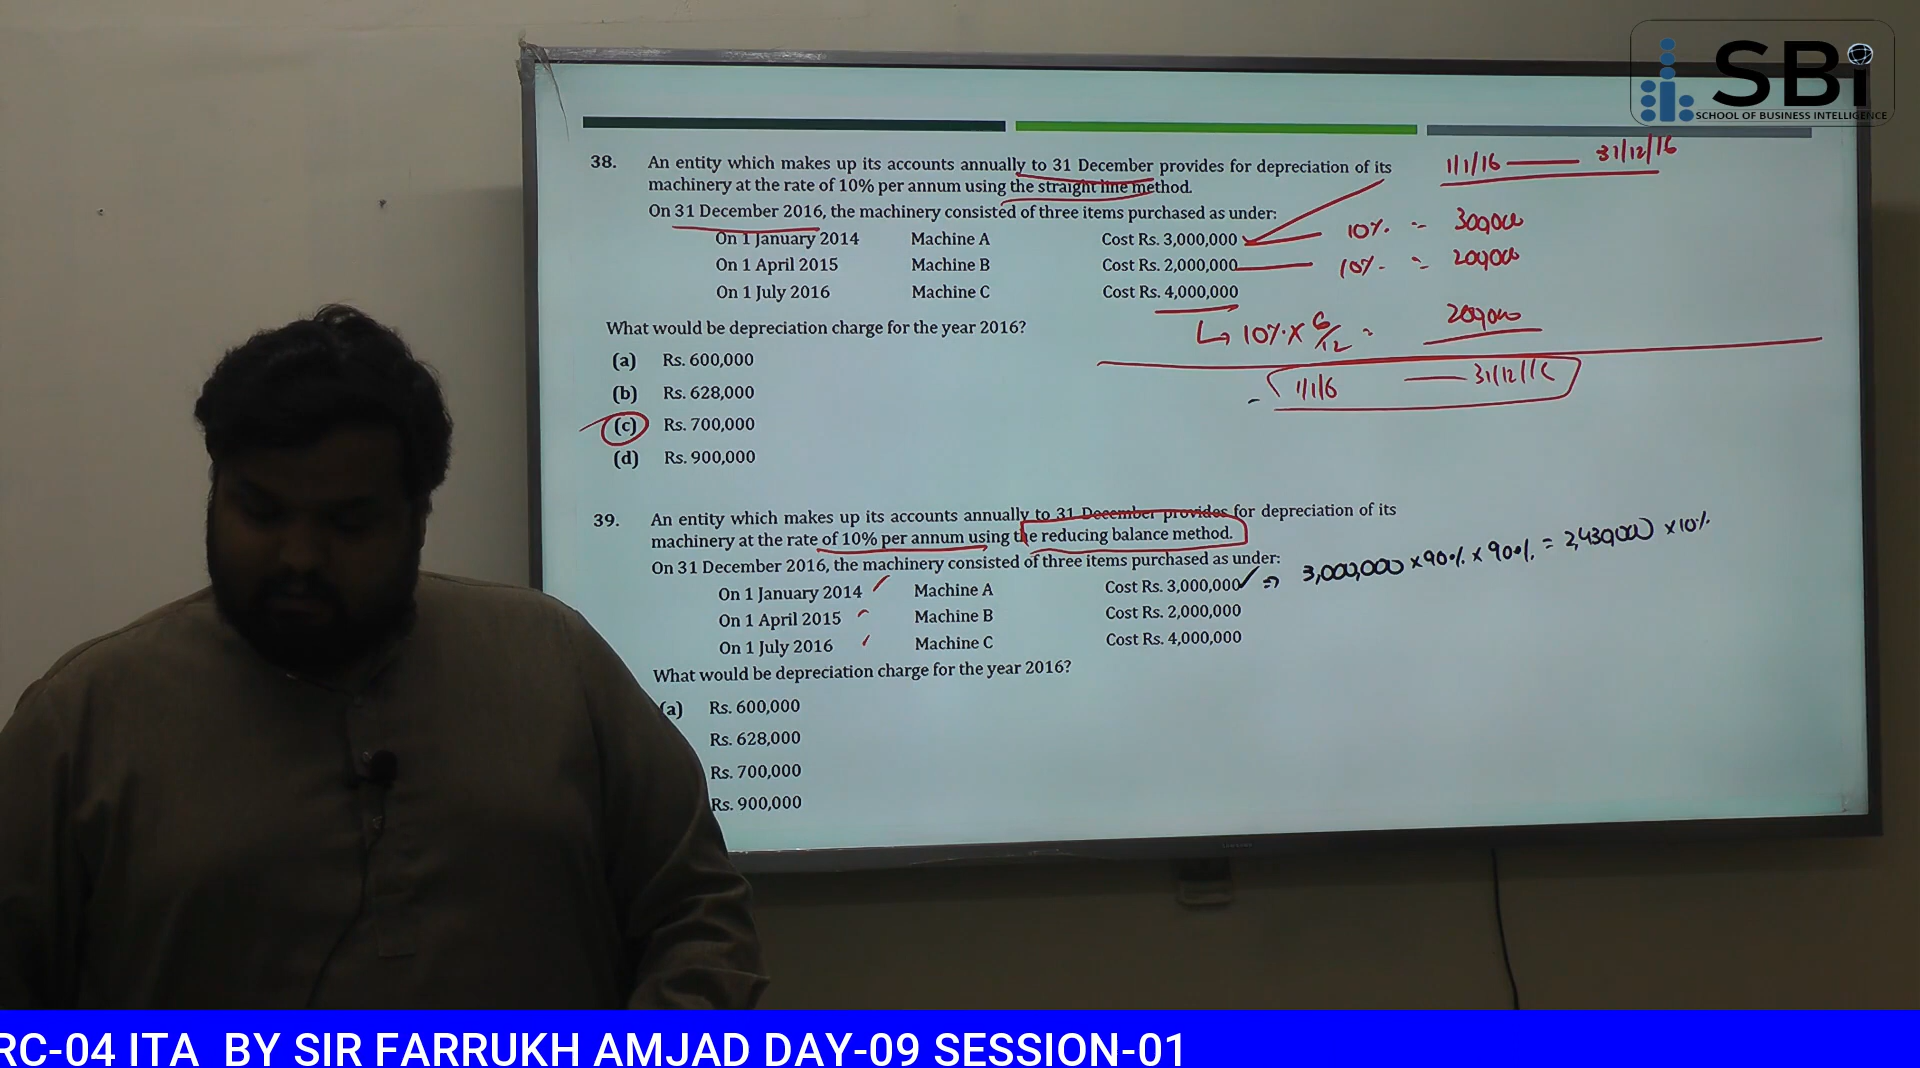 SBi
SCHOOL OF BUSINESS INTELLIGENCE
38. An entity which makes up its accounts annually to 31 December provides for depreciation of its
machinery at the rate of 10% per annum using the straight line method.
On 31 December 2016, the machinery consisted of three items purchased as under:
On 1 January 2014 Machine A Cost Rs. 3,000,000
On 1 April 2015 Machine B Cost Rs. 2,000,000
On 1 July 2016 Machine C Cost Rs. 4,000,000
What would be depreciation charge for the year 2016?
(a) Rs. 600,000
(b) Rs. 628,000
(c) Rs. 700,000
(d) Rs. 900,000
1/1/16 — 31/12/16
10% = 300,000
10% = 200,000
10% × 6/12 = 200,000
1/1/6 — 31/12/16
39. An entity which makes up its accounts annually to 31 December provides for depreciation of its
machinery at the rate of 10% per annum using the reducing balance method.
On 31 December 2016, the machinery consisted of three items purchased as under:
On 1 January 2014 Machine A Cost Rs. 3,000,000 ⇒ 3,000,000 × 90% × 90% = 2,430,000 × 10%
On 1 April 2015 Machine B Cost Rs. 2,000,000
On 1 July 2016 Machine C Cost Rs. 4,000,000
What would be depreciation charge for the year 2016?
(a) Rs. 600,000
Rs. 628,000
Rs. 700,000
Rs. 900,000
RC-04 ITA BY SIR FARRUKH AMJAD DAY-09 SESSION-01